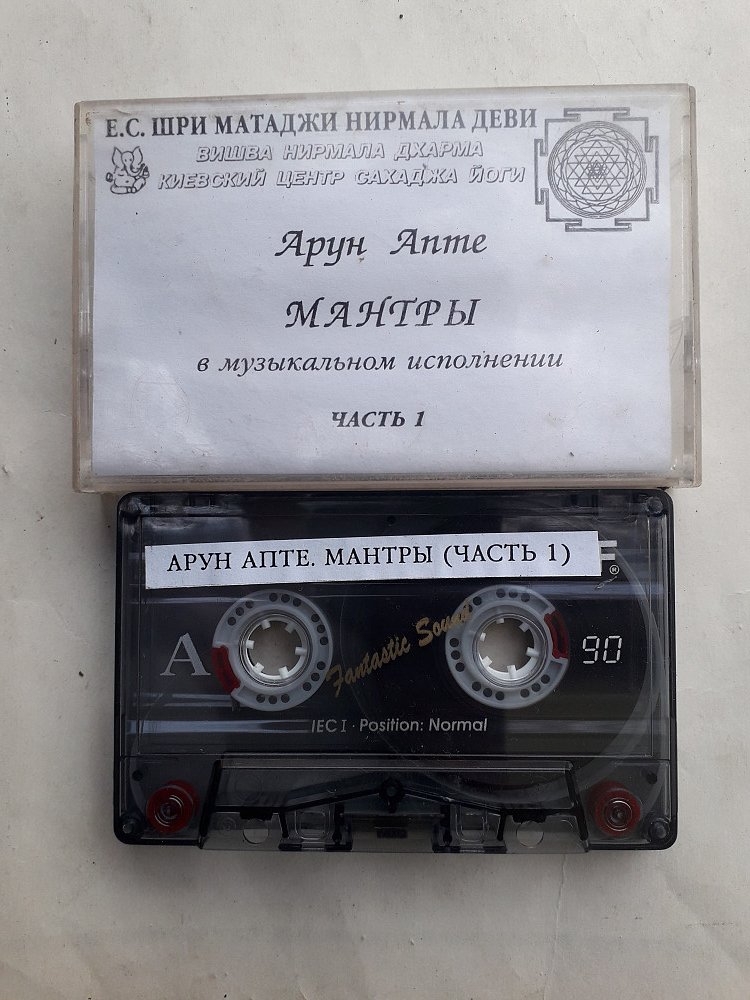 Е.С. ШРИ МАТАДЖИ НИРМАЛА ДЕВИ
ВИШВА НИРМАЛА ДХАРМА
КИЕВСКИЙ ЦЕНТР САХАДЖА ЙОГИ
Арун Апте
МАНТРЫ
в музыкальном исполнении
ЧАСТЬ 1
АРУН АПТЕ. МАНТРЫ (ЧАСТЬ 1)
®
A
Fantastic Sound
90
IEC I · Position: Normal